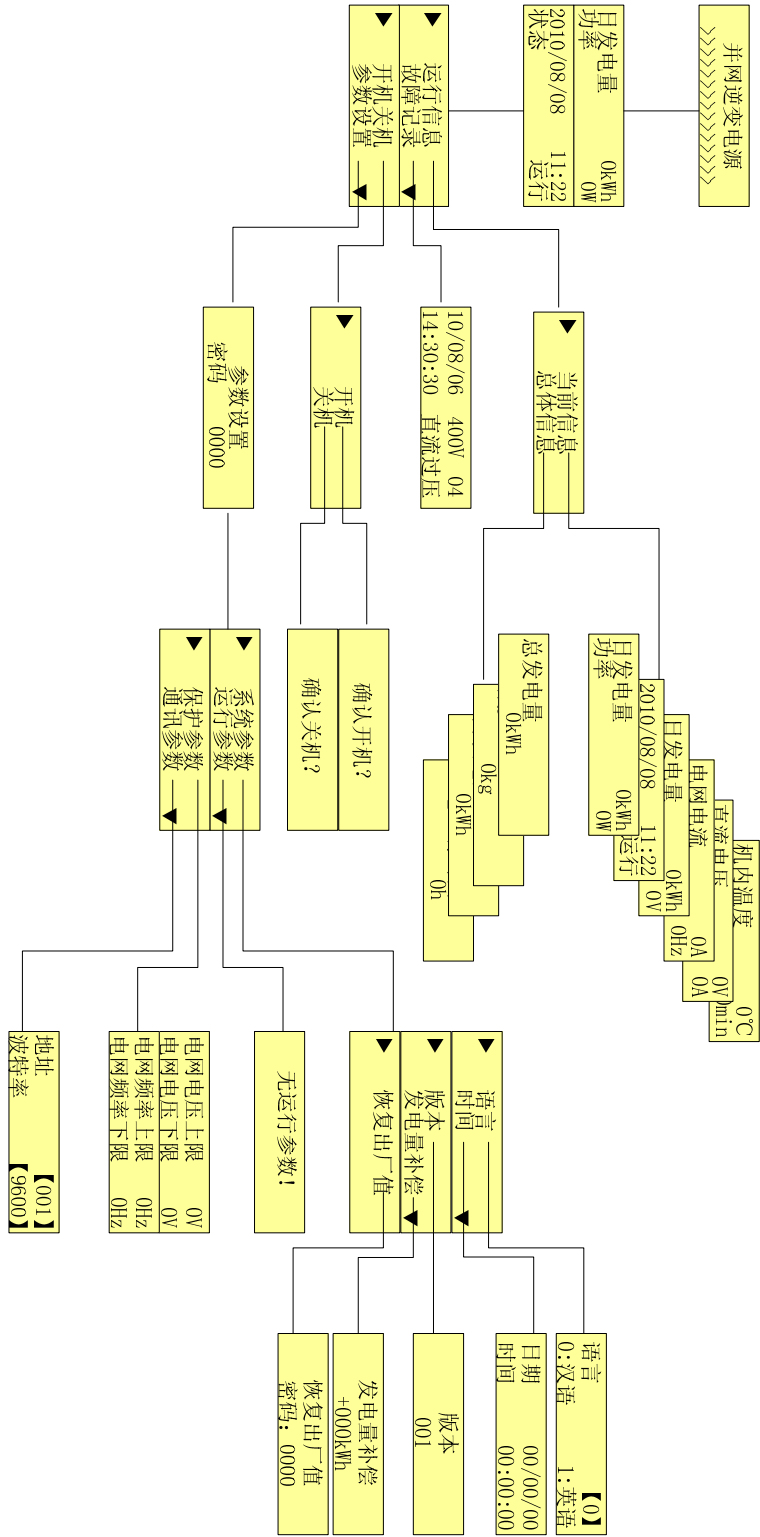 并网逆变电源
>>>>>>>>>>>>>>
日发电量 0kWh
功率 0W
2010/08/08 11:22
状态 运行
运行信息
故障记录
开机关机
参数设置
当前信息
总体信息
10/08/06 400V 04
14:30:30 直流过压
开机
关机
参数设置
密码 0000
机内温度 0℃
min
直流电压 0V
0A
电网电流 0A
0Hz
日发电量 0kWh
0V
2010/08/08 11:22
运行
日发电量 0kWh
功率 0W
总发电量
0kWh
0kg
0kWh
0h
确认开机?
确认关机?
系统参数
运行参数
保护参数
通讯参数
语言
时间
版本
发电量补偿
恢复出厂值
无运行参数!
电网电压上限 0V
电网电压下限 0V
电网频率上限 0Hz
电网频率下限 0Hz
地址 【001】
波特率 【9600】
语言 【0】
0:汉语 1:英语
日期 00/00/00
时间 00:00:00
版本
001
发电量补偿
+000kWh
恢复出厂值
密码: 0000